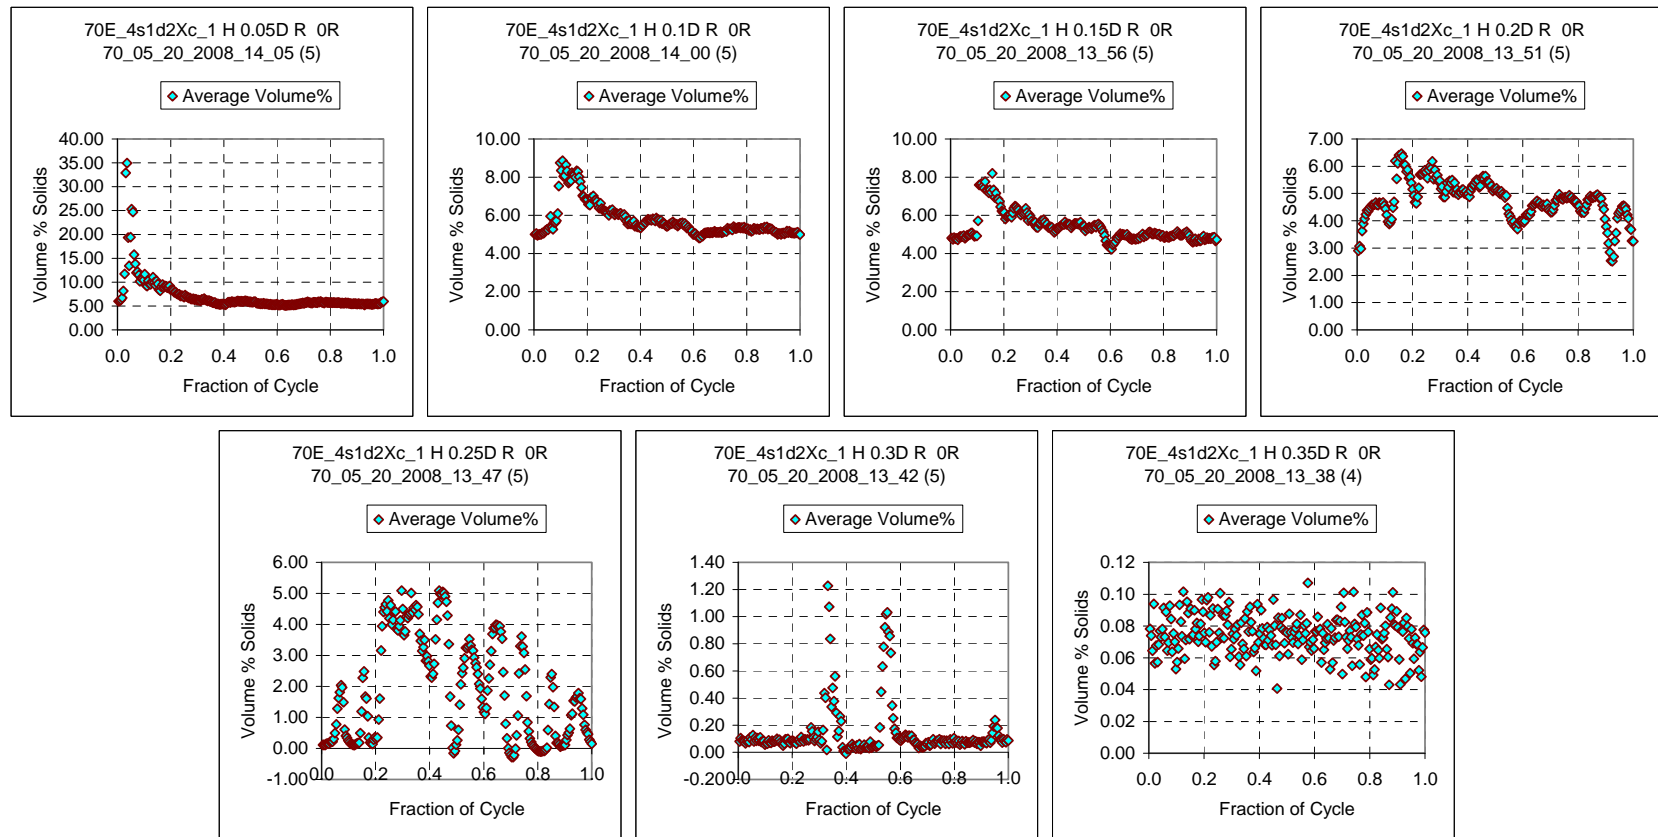 70E_4s1d2Xc_1 H 0.05D R 0R
70_05_20_2008_14_05 (5)
Average Volume%
40.00
35.00
30.00
25.00
20.00
15.00
10.00
5.00
0.00
Volume % Solids
0.0 0.2 0.4 0.6 0.8 1.0
Fraction of Cycle
70E_4s1d2Xc_1 H 0.1D R 0R
70_05_20_2008_14_00 (5)
Average Volume%
10.00
8.00
6.00
4.00
2.00
0.00
Volume % Solids
0.0 0.2 0.4 0.6 0.8 1.0
Fraction of Cycle
70E_4s1d2Xc_1 H 0.15D R 0R
70_05_20_2008_13_56 (5)
Average Volume%
10.00
8.00
6.00
4.00
2.00
0.00
Volume % Solids
0.0 0.2 0.4 0.6 0.8 1.0
Fraction of Cycle
70E_4s1d2Xc_1 H 0.2D R 0R
70_05_20_2008_13_51 (5)
Average Volume%
7.00
6.00
5.00
4.00
3.00
2.00
1.00
0.00
Volume % Solids
0.0 0.2 0.4 0.6 0.8 1.0
Fraction of Cycle
70E_4s1d2Xc_1 H 0.25D R 0R
70_05_20_2008_13_47 (5)
Average Volume%
6.00
5.00
4.00
3.00
2.00
1.00
0.00
-1.00
Volume % Solids
0.0 0.2 0.4 0.6 0.8 1.0
Fraction of Cycle
70E_4s1d2Xc_1 H 0.3D R 0R
70_05_20_2008_13_42 (5)
Average Volume%
1.40
1.20
1.00
0.80
0.60
0.40
0.20
0.00
-0.20
Volume % Solids
0.0 0.2 0.4 0.6 0.8 1.0
Fraction of Cycle
70E_4s1d2Xc_1 H 0.35D R 0R
70_05_20_2008_13_38 (4)
Average Volume%
0.12
0.10
0.08
0.06
0.04
0.02
0.00
Volume % Solids
0.0 0.2 0.4 0.6 0.8 1.0
Fraction of Cycle